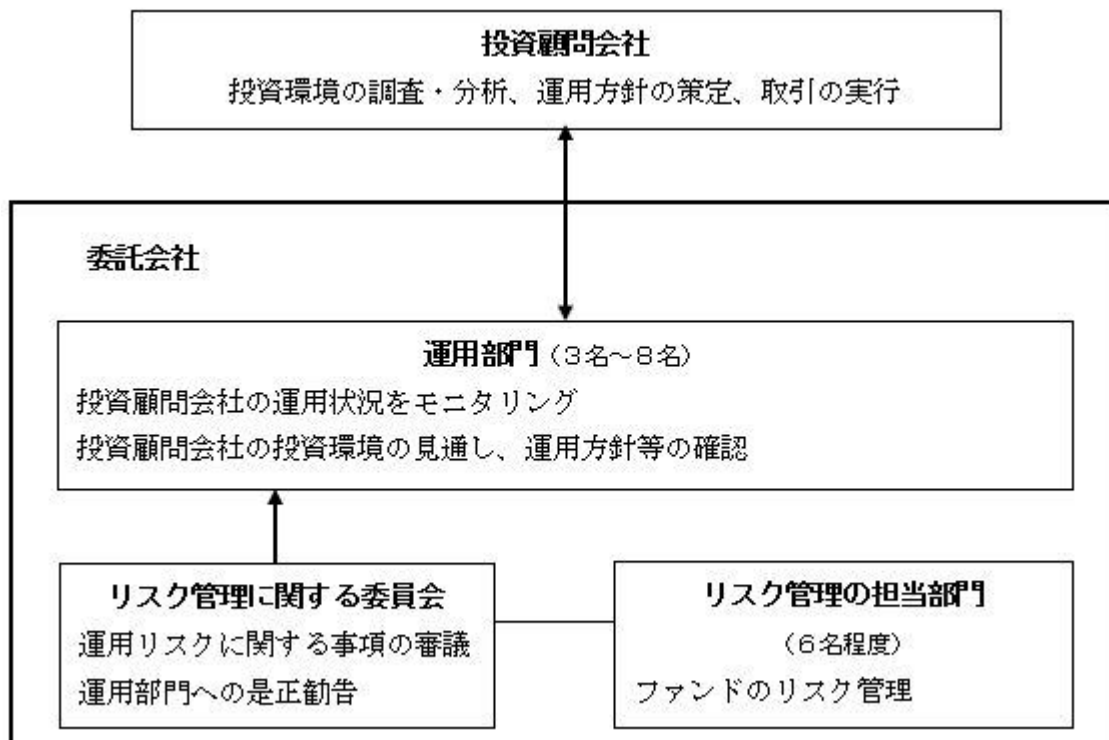 投資顧問会社
投資環境の調査・分析、運用方針の策定、取引の実行
委託会社
運用部門（３名～８名）
投資顧問会社の運用状況をモニタリング
投資顧問会社の投資環境の見通し、運用方針等の確認
リスク管理に関する委員会
運用リスクに関する事項の審議
運用部門への是正勧告
リスク管理の担当部門
（６名程度）
ファンドのリスク管理